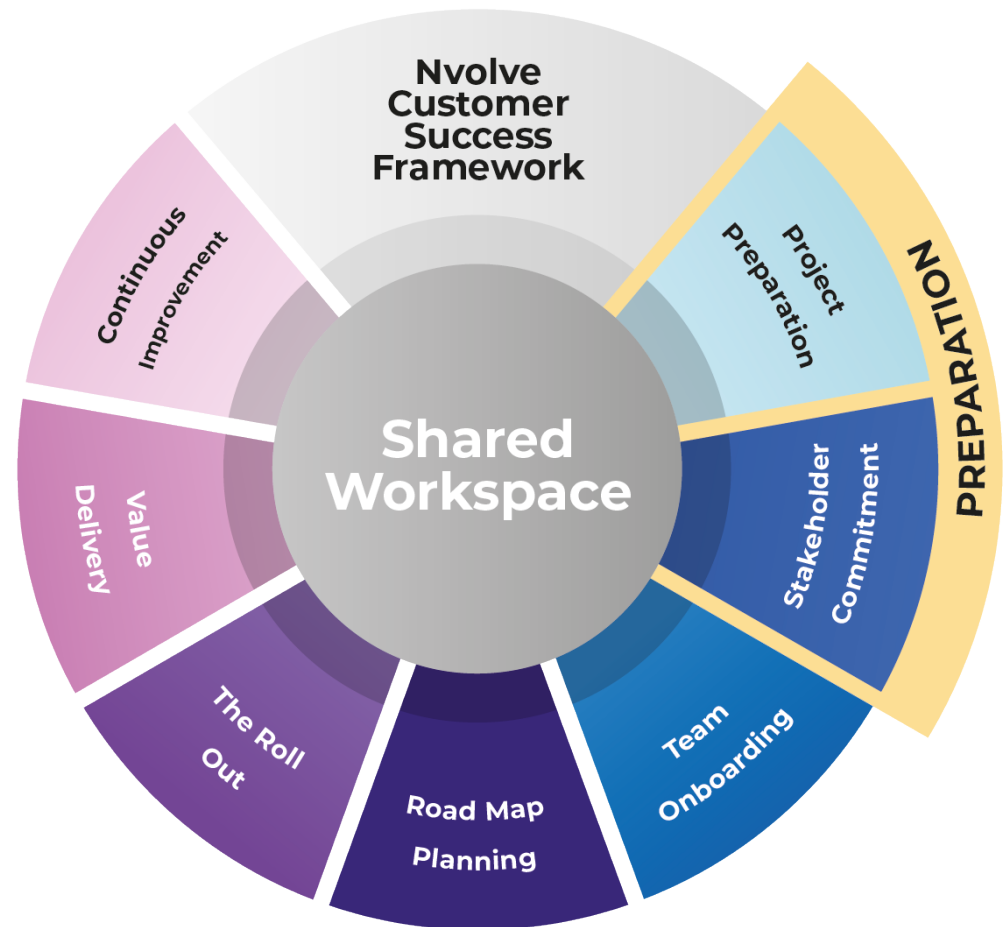 Nvolve
Customer
Success
Framework
Project
Preparation
PREPARATION
Stakeholder
Commitment
Team
Onboarding
Road Map
Planning
The Roll
Out
Value
Delivery
Continuous
Improvement
Shared
Workspace